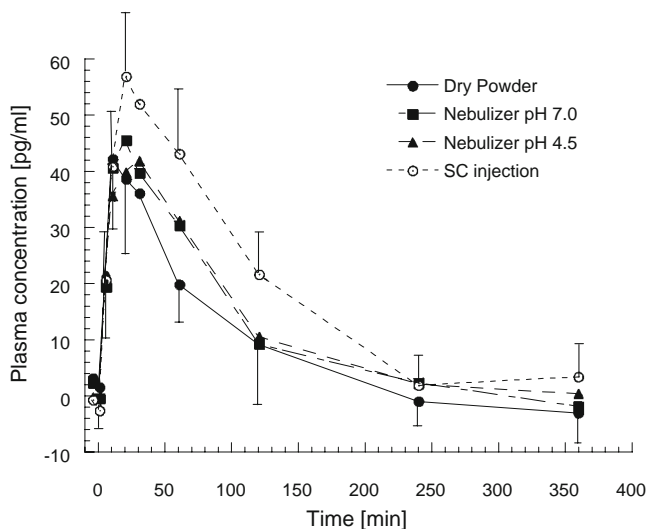 Plasma concentration [pg/ml]
60
50
40
30
20
10
0
-10
Dry Powder
Nebulizer pH 7.0
Nebulizer pH 4.5
SC injection
0 50 100 150 200 250 300 350 400
Time [min]